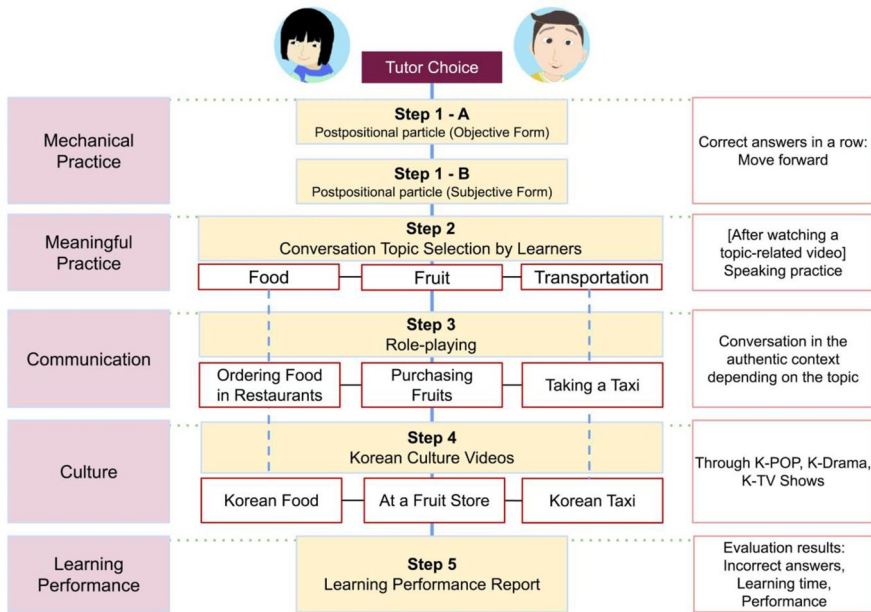 Tutor Choice
Mechanical
Practice
Step 1 - A
Postpositional particle (Objective Form)
Step 1 - B
Postpositional particle (Subjective Form)
Correct answers in a row:
Move forward
Meaningful
Practice
Step 2
Conversation Topic Selection by Learners
Food
Fruit
Transportation
[After watching a
topic-related video]
Speaking practice
Communication
Step 3
Role-playing
Ordering Food
in Restaurants
Purchasing
Fruits
Taking a Taxi
Conversation in the
authentic context
depending on the topic
Culture
Step 4
Korean Culture Videos
Korean Food
At a Fruit Store
Korean Taxi
Through K-POP, K-Drama,
K-TV Shows
Learning
Performance
Step 5
Learning Performance Report
Evaluation results:
Incorrect answers,
Learning time,
Performance